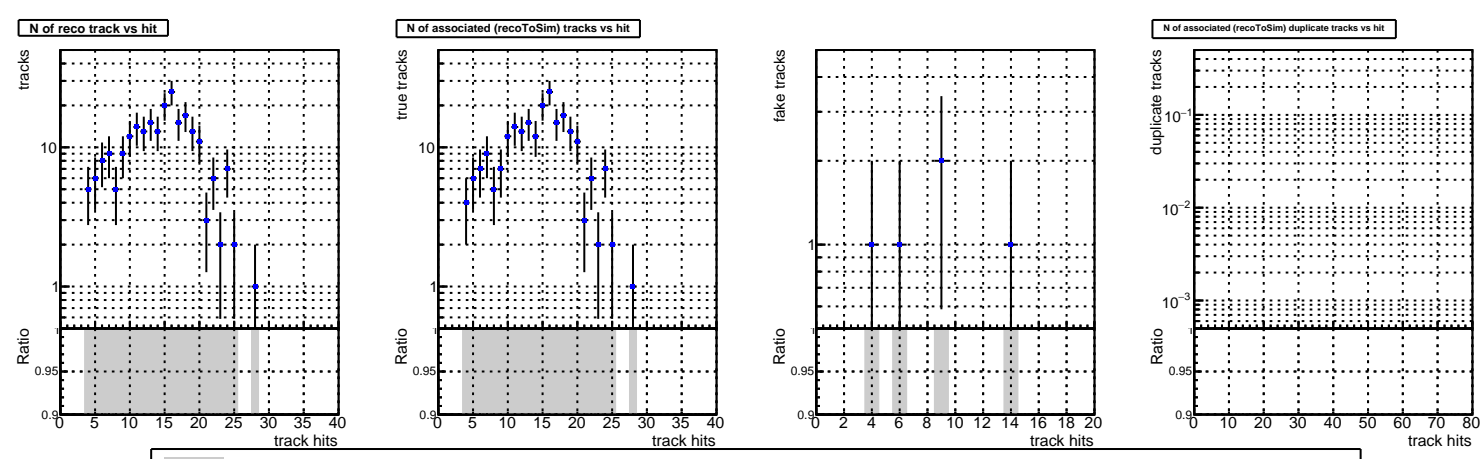 N of reco track vs hit
tracks
10
1
Ratio
1
0.95
0.9
0 5 10 15 20 25 30 35 40
track hits
N of associated (recoToSim) tracks vs hit
true tracks
10
1
Ratio
1
0.95
0.9
0 5 10 15 20 25 30 35 40
track hits
fake tracks
1
Ratio
1
0.95
0.9
0 2 4 6 8 10 12 14 16 18 20
track hits
N of associated (recoToSim) duplicate tracks vs hit
duplicate tracks
10⁻¹
10⁻²
10⁻³
Ratio
1
0.95
0.9
0 10 20 30 40 50 60 70 80
track hits